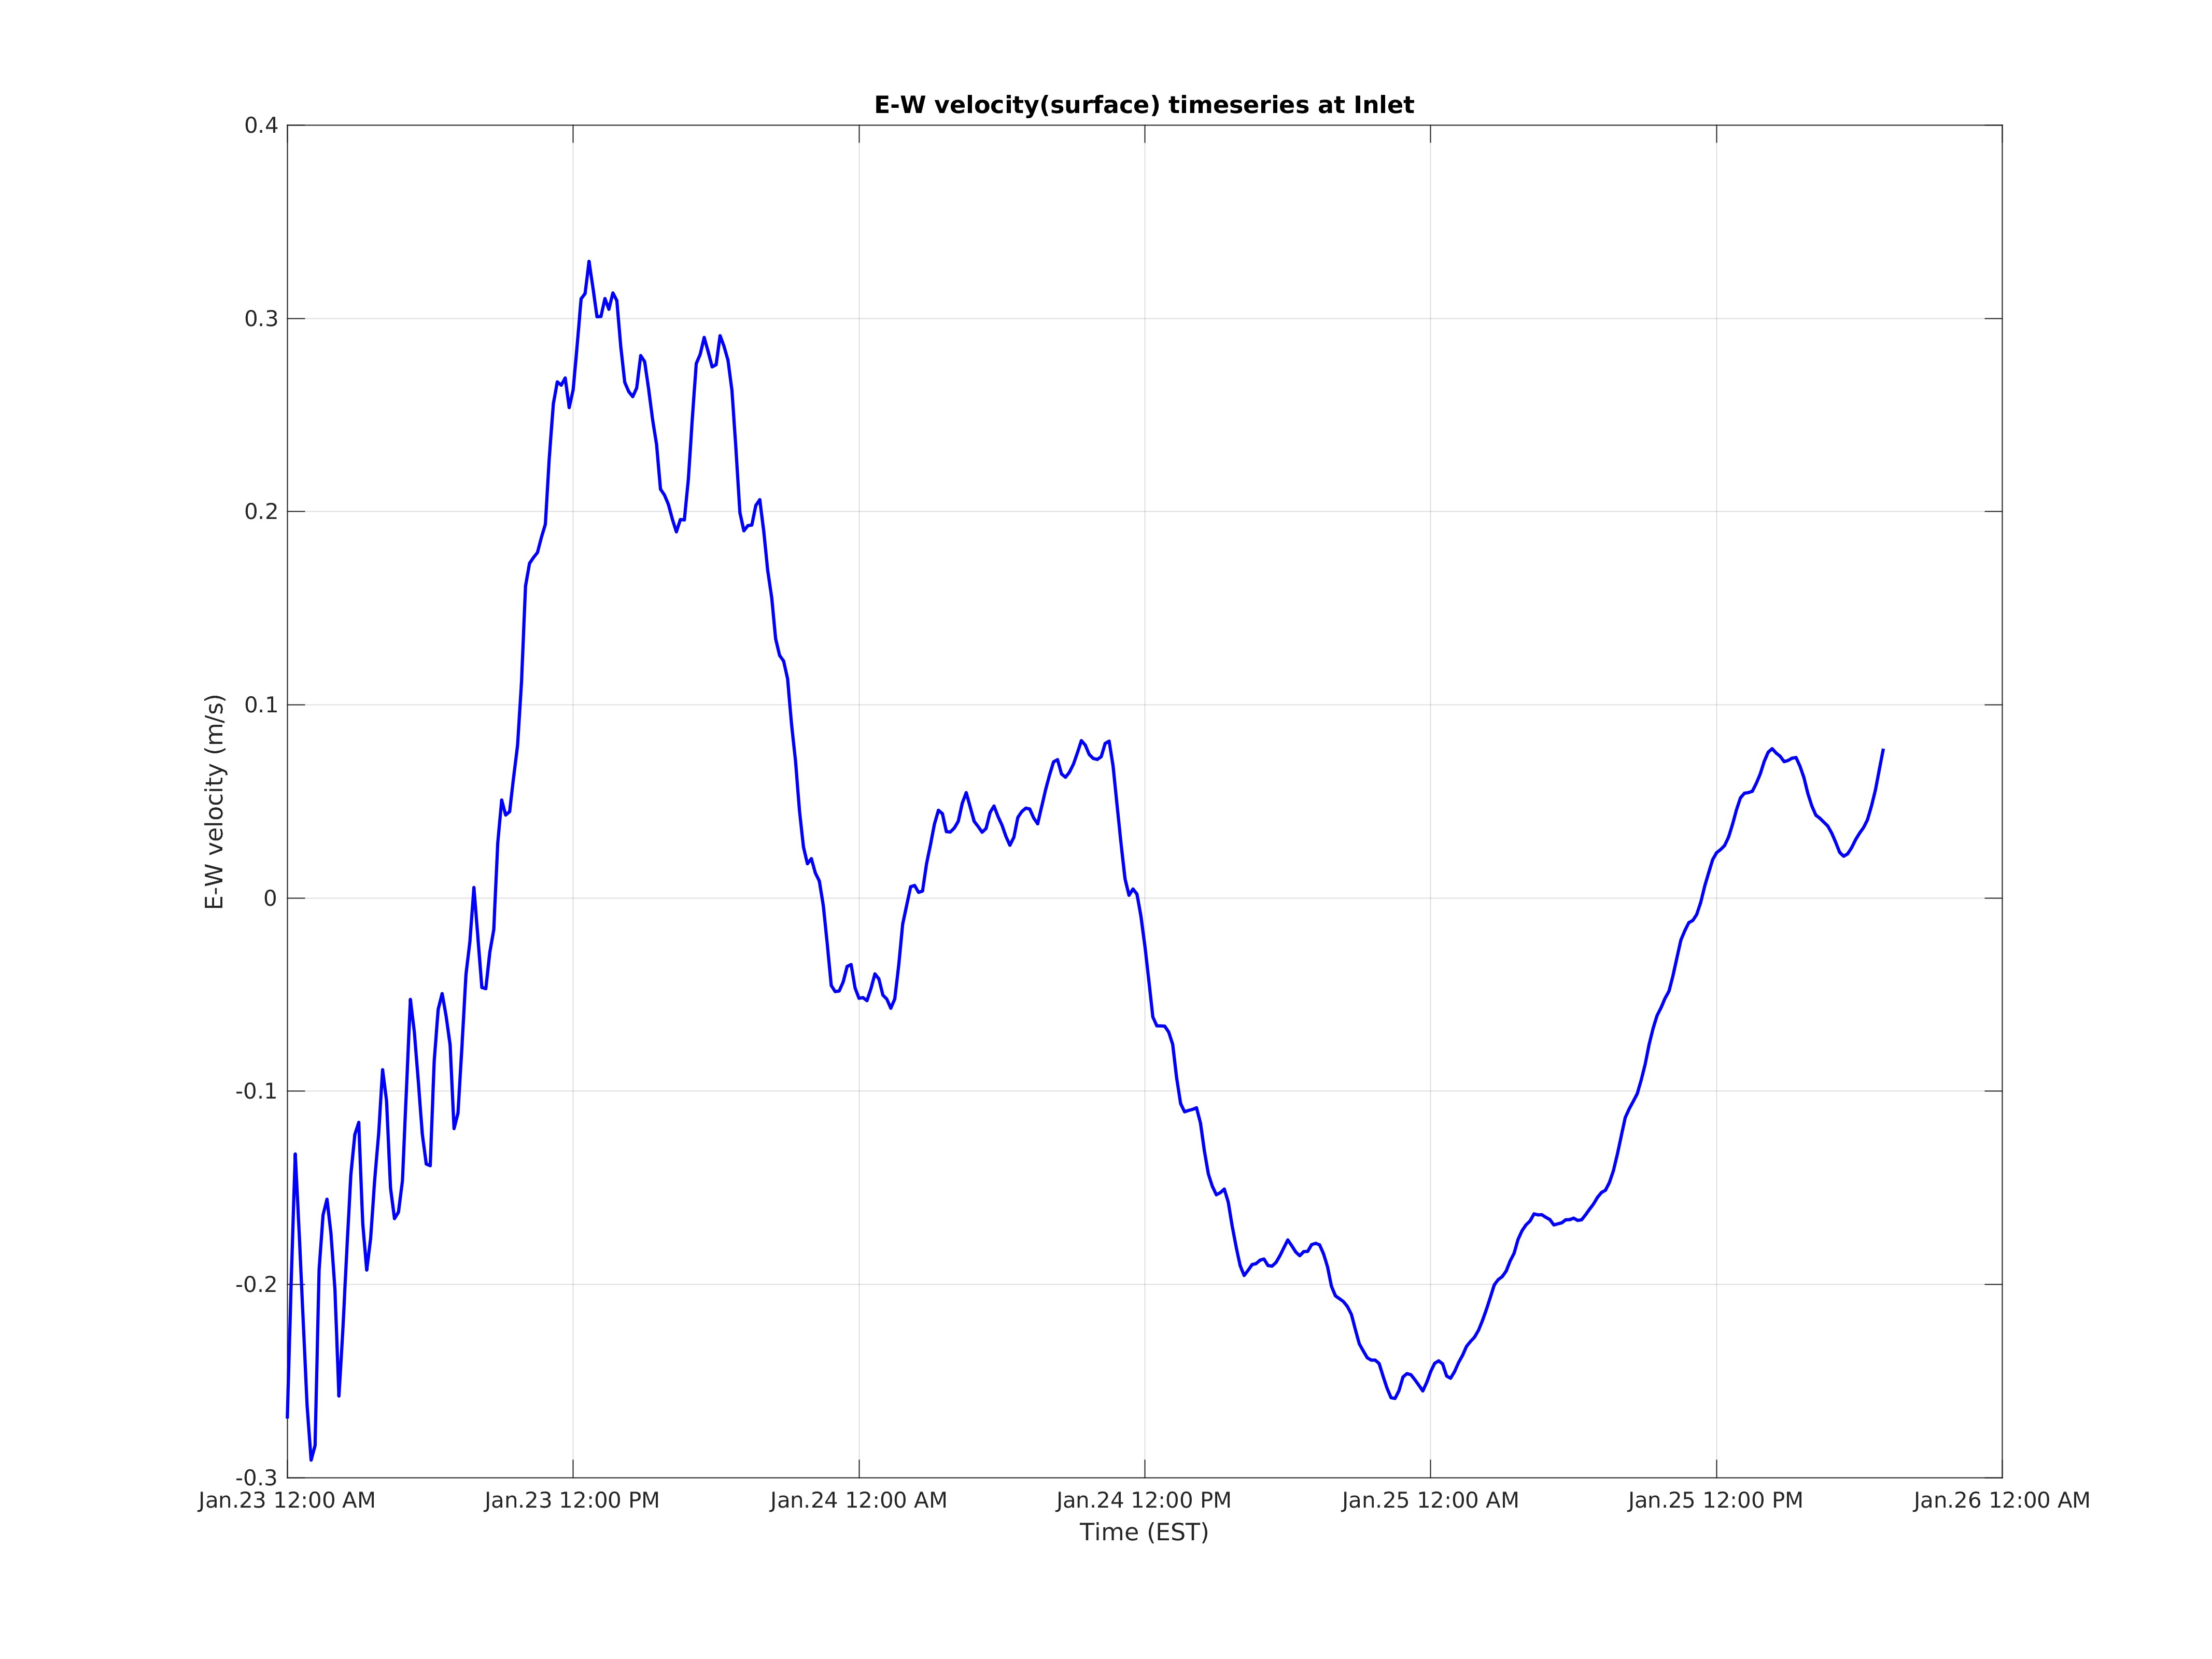 E-W velocity(surface) timeseries at Inlet
E-W velocity (m/s)
0.4
0.3
0.2
0.1
0
-0.1
-0.2
-0.3
Jan.23 12:00 AM Jan.23 12:00 PM Jan.24 12:00 AM Jan.24 12:00 PM Jan.25 12:00 AM Jan.25 12:00 PM Jan.26 12:00 AM
Time (EST)